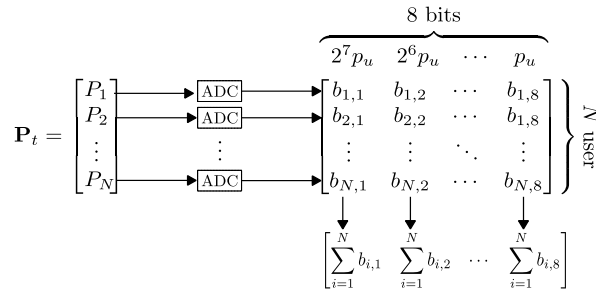 8 bits
2^7 p_u 2^6 p_u ⋯ p_u
P_1 ADC b_{1,1} b_{1,2} ⋯ b_{1,8}
P_2 ADC b_{2,1} b_{2,2} ⋯ b_{1,8}
P_t = ⋮ ⋮ ⋮ ⋮ ⋱ ⋮
P_N ADC b_{N,1} b_{N,2} ⋯ b_{N,8}
N user
[∑_{i=1}^{N} b_{i,1} ∑_{i=1}^{N} b_{i,2} ⋯ ∑_{i=1}^{N} b_{i,8}]